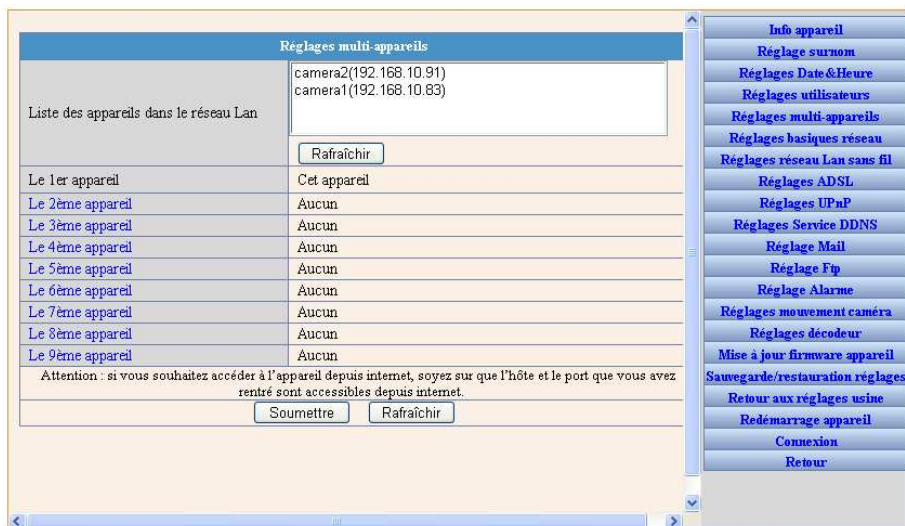 Réglages multi-appareils
Liste des appareils dans le réseau Lan
camera2(192.168.10.91)
camera1(192.168.10.83)
Rafraîchir
Le 1er appareil Cet appareil
Le 2ème appareil Aucun
Le 3ème appareil Aucun
Le 4ème appareil Aucun
Le 5ème appareil Aucun
Le 6ème appareil Aucun
Le 7ème appareil Aucun
Le 8ème appareil Aucun
Le 9ème appareil Aucun
Attention : si vous souhaitez accéder à l'appareil depuis internet, soyez sur que l'hôte et le port que vous avez
rentré sont accessibles depuis internet.
Soumettre Rafraîchir
Info appareil
Réglage surnom
Réglages Date&Heure
Réglages utilisateurs
Réglages multi-appareils
Réglages basiques réseau
Réglages réseau Lan sans fil
Réglages ADSL
Réglages UPnP
Réglages Service DDNS
Réglage Mail
Réglage Ftp
Réglage Alarme
Réglages mouvement caméra
Réglages décodeur
Mise à jour firmware appareil
Sauvegarde/restauration réglages
Retour aux réglages usine
Redémarrage appareil
Connexion
Retour